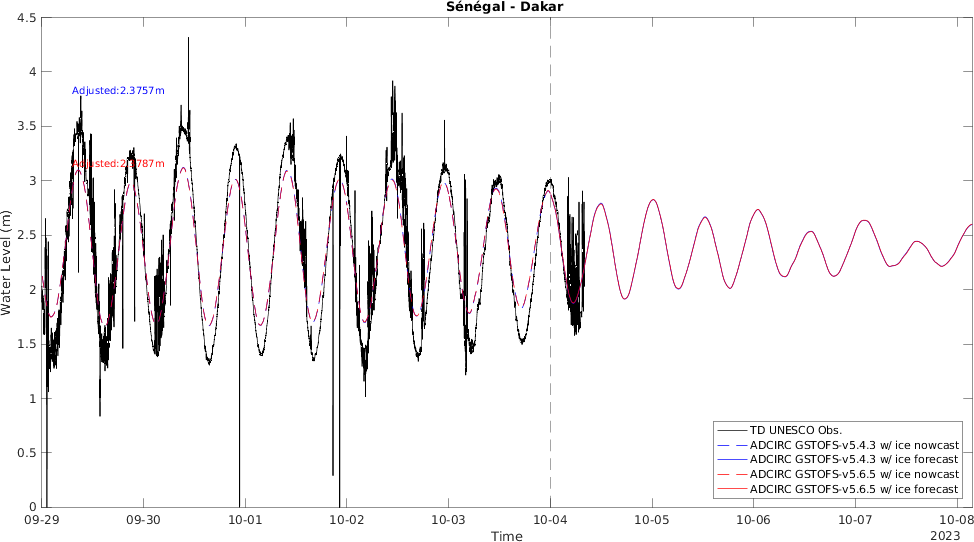 Sénégal - Dakar
4.5
4
3.5
3
2.5
2
1.5
1
0.5
0
Water Level (m)
Adjusted:2.3757m
TD UNESCO Obs.
ADCIRC GSTOFS-v5.4.3 w/ ice nowcast
ADCIRC GSTOFS-v5.4.3 w/ ice forecast
ADCIRC GSTOFS-v5.6.5 w/ ice nowcast
ADCIRC GSTOFS-v5.6.5 w/ ice forecast
09-29
09-30
10-01
10-02
10-03
10-04
10-05
10-06
10-07
10-08
Time
2023